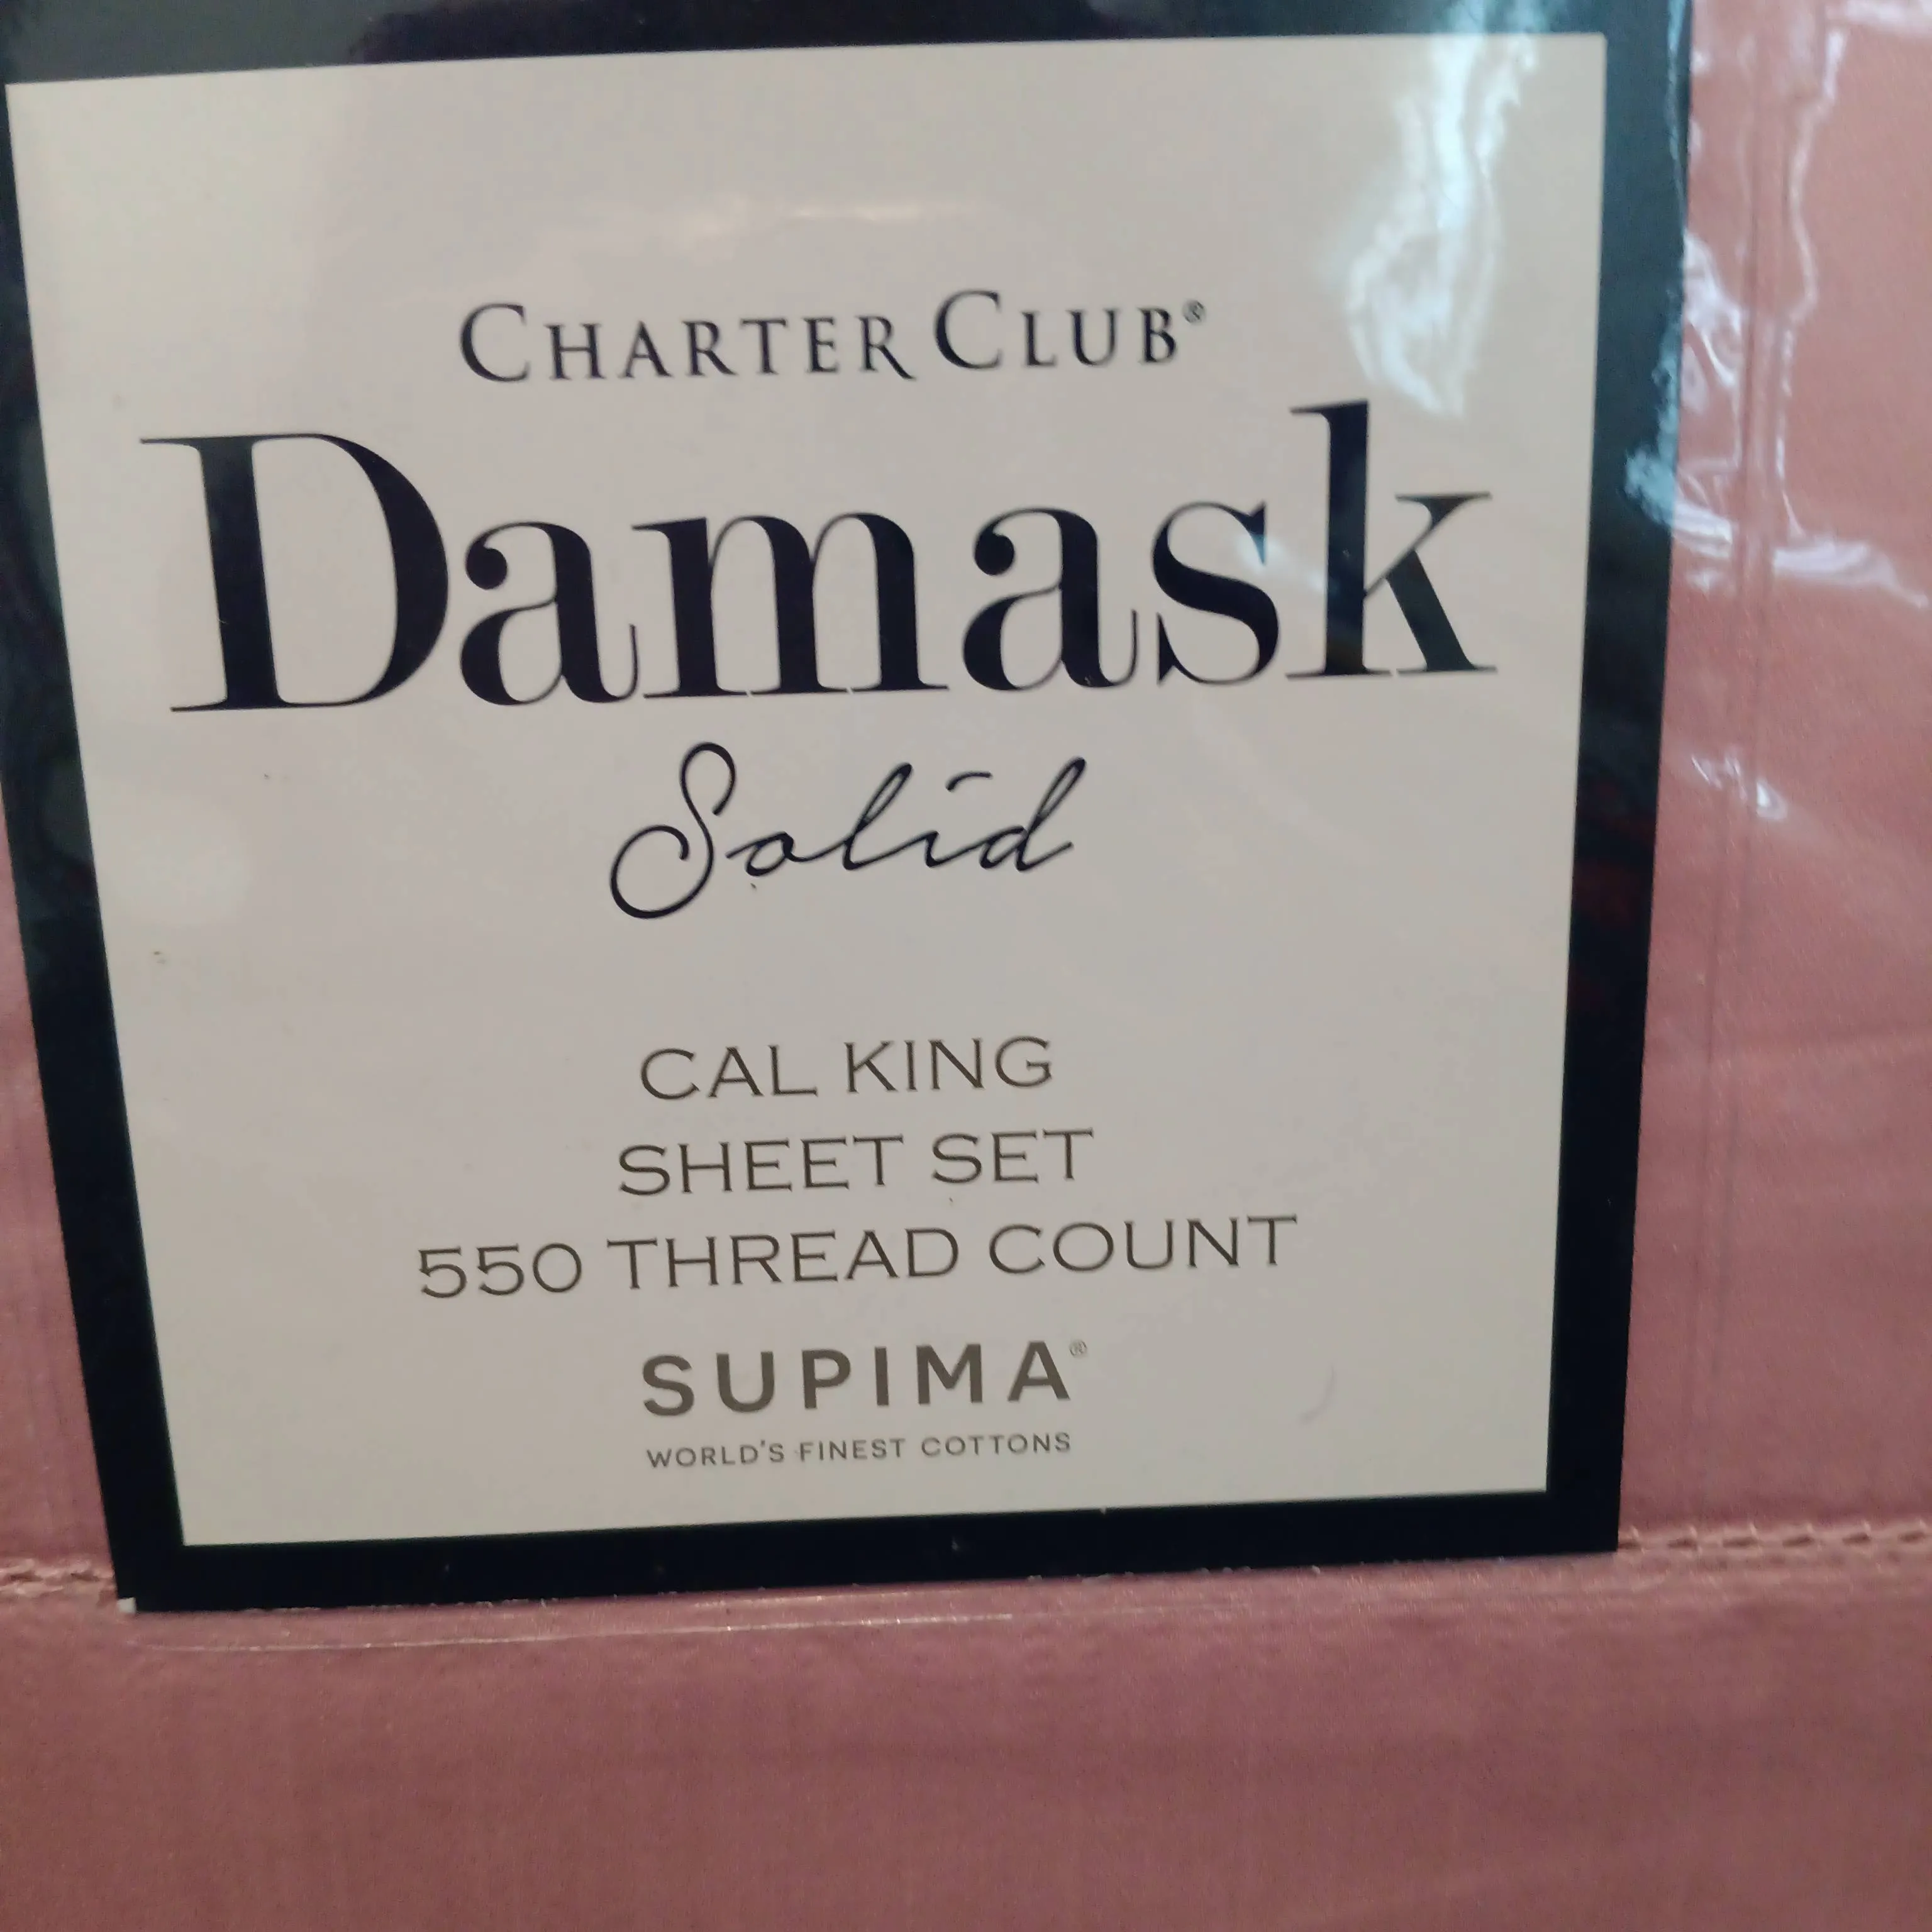 CHARTER CLUB®
Damask
Solid
CAL KING
SHEET SET
550 THREAD COUNT
SUPIMA®
WORLD'S FINEST COTTONS